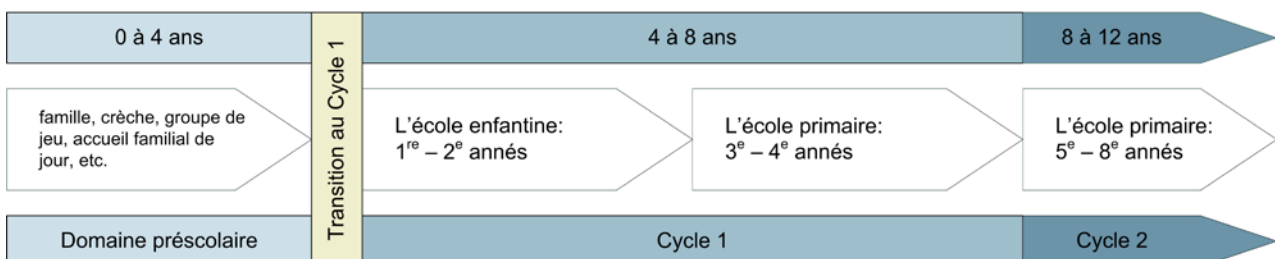 0 à 4 ans
4 à 8 ans
8 à 12 ans
famille, crèche, groupe de
jeu, accueil familial de
jour, etc.
Transition au Cycle 1
L'école enfantine:
1re – 2e annés
L'école primaire:
3e – 4e annés
L'école primaire:
5e – 8e annés
Domaine préscolaire
Cycle 1
Cycle 2